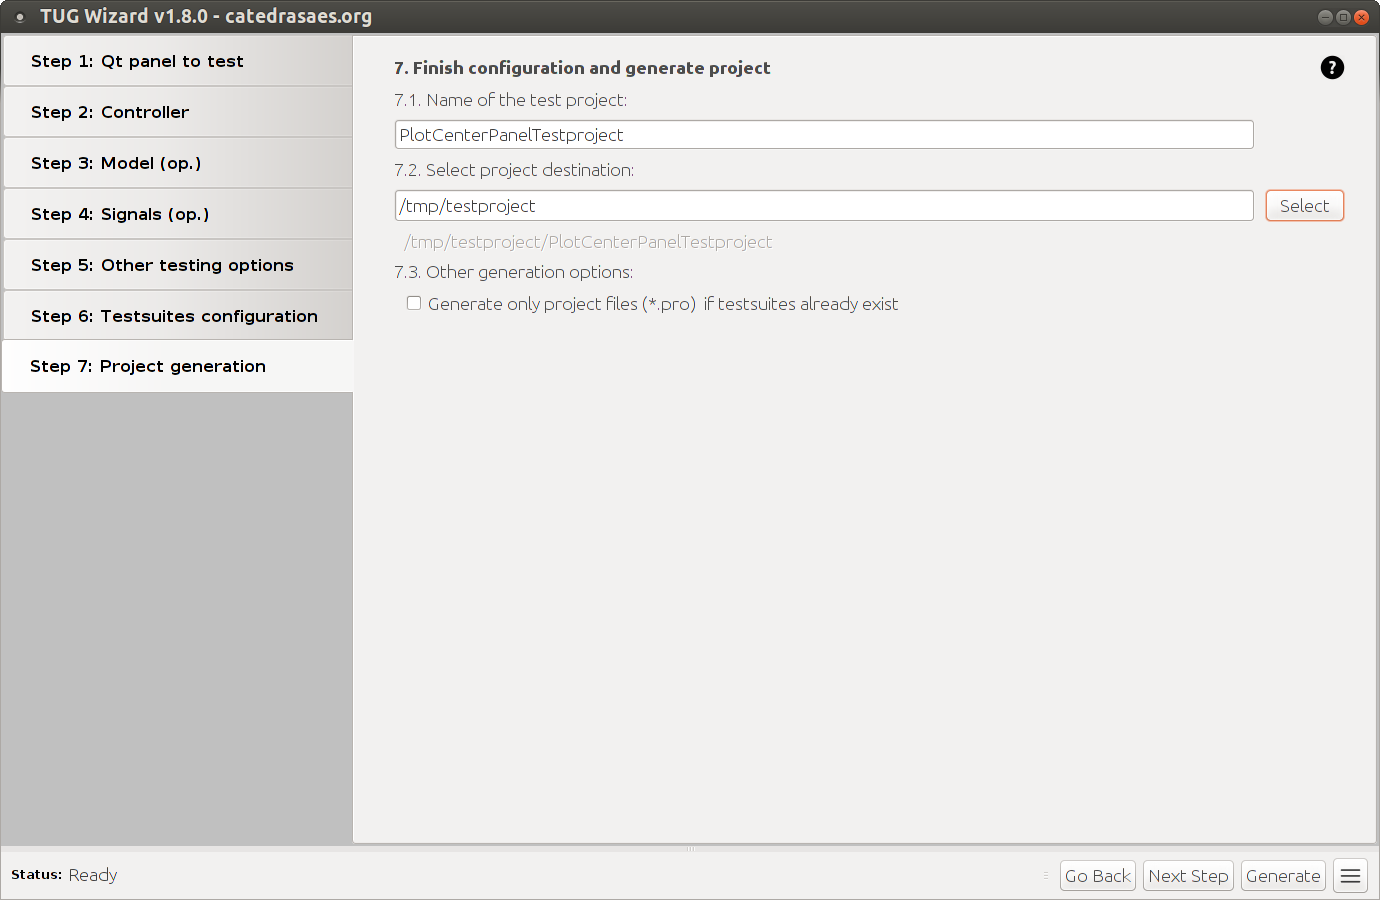 TUG Wizard v1.8.0 - catedrasaes.org
Step 1: Qt panel to test
Step 2: Controller
Step 3: Model (op.)
Step 4: Signals (op.)
Step 5: Other testing options
Step 6: Testsuites configuration
Step 7: Project generation
7. Finish configuration and generate project
?
7.1. Name of the test project:
PlotCenterPanelTestproject
7.2. Select project destination:
/tmp/testproject
Select
/tmp/testproject/PlotCenterPanelTestproject
7.3. Other generation options:
Generate only project files (*.pro) if testsuites already exist
Status: Ready
Go Back
Next Step
Generate